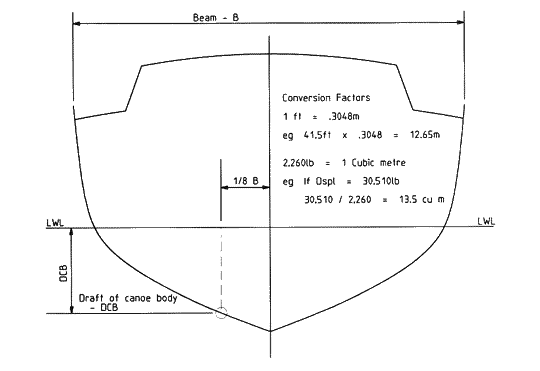 Beam - B
Conversion Factors
1 ft = .3048m
eg 41.5ft x .3048 = 12.65m
2,260lb = 1 Cubic metre
eg If Dspl = 30,510lb
30,510 / 2,260 = 13.5 cu m
1/8 B
LWL
LWL
DCB
Draft of canoe body
- DCB